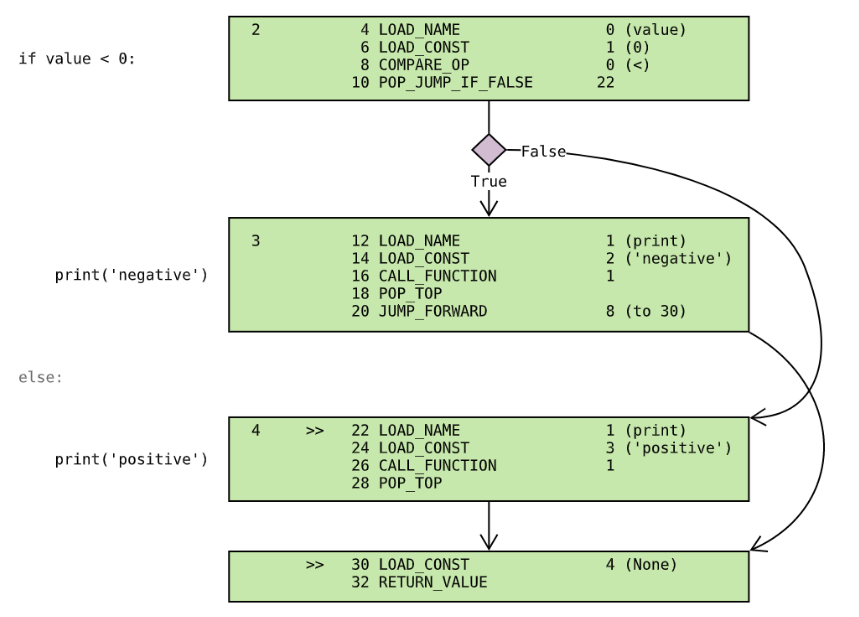 2 4 LOAD_NAME 0 (value)
if value < 0: 6 LOAD_CONST 1 (0)
8 COMPARE_OP 0 (<)
10 POP_JUMP_IF_FALSE 22
False
True
3 12 LOAD_NAME 1 (print)
14 LOAD_CONST 2 ('negative')
print('negative') 16 CALL_FUNCTION 1
18 POP_TOP
20 JUMP_FORWARD 8 (to 30)
else:
4 >> 22 LOAD_NAME 1 (print)
24 LOAD_CONST 3 ('positive')
print('positive') 26 CALL_FUNCTION 1
28 POP_TOP
>> 30 LOAD_CONST 4 (None)
32 RETURN_VALUE